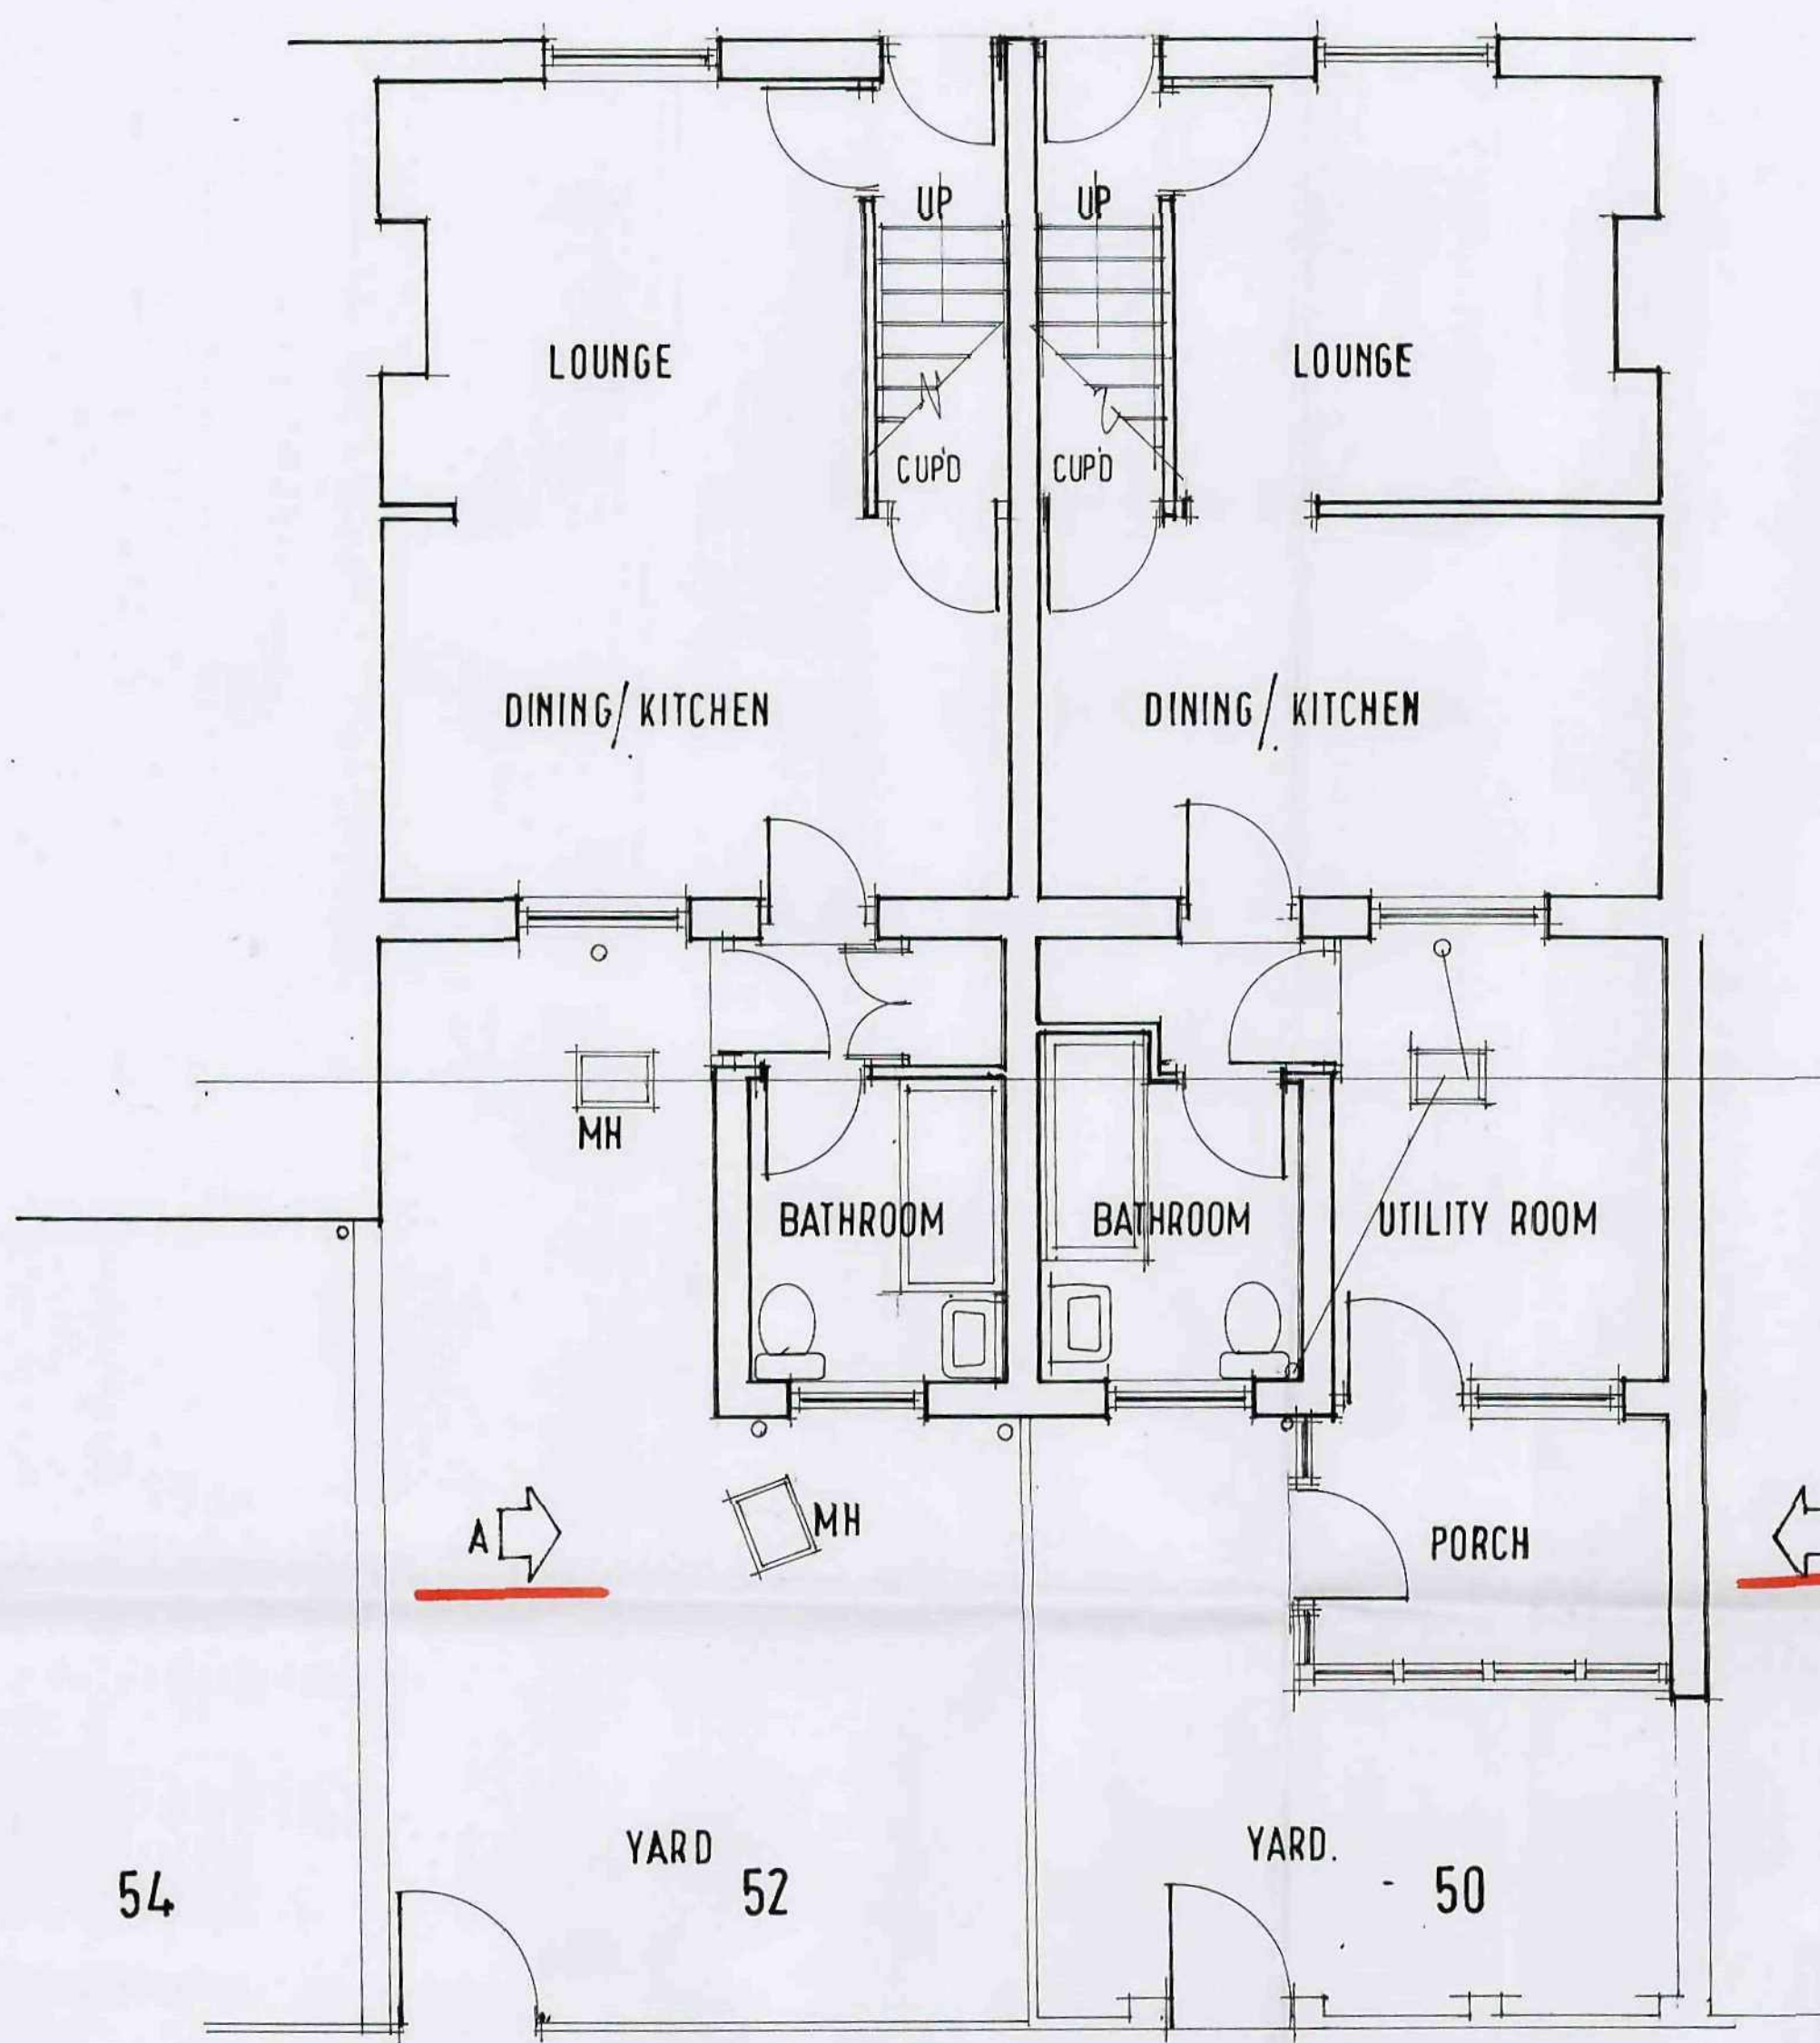 UP UP
LOUNGE LOUNGE
CUP'D CUP'D
DINING/KITCHEN DINING/KITCHEN
MH
BATHROOM BATHROOM UTILITY ROOM
A MH PORCH
YARD YARD.
54 52 - 50